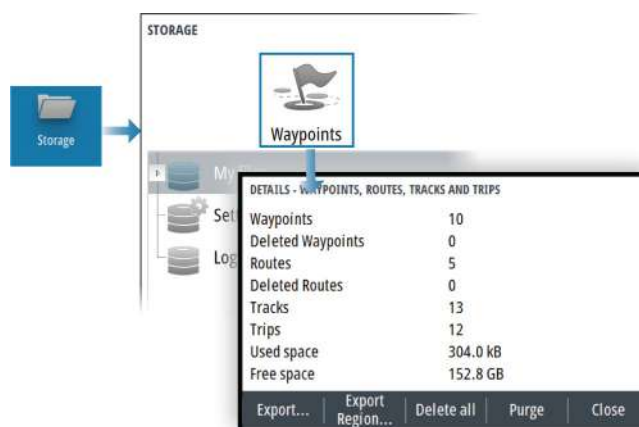 STORAGE
Storage
Waypoints
My
Set
Log
DETAILS - WAYPOINTS, ROUTES, TRACKS AND TRIPS
Waypoints 10
Deleted Waypoints 0
Routes 5
Deleted Routes 0
Tracks 13
Trips 12
Used space 304.0 kB
Free space 152.8 GB
Export... Export Region... Delete all Purge Close